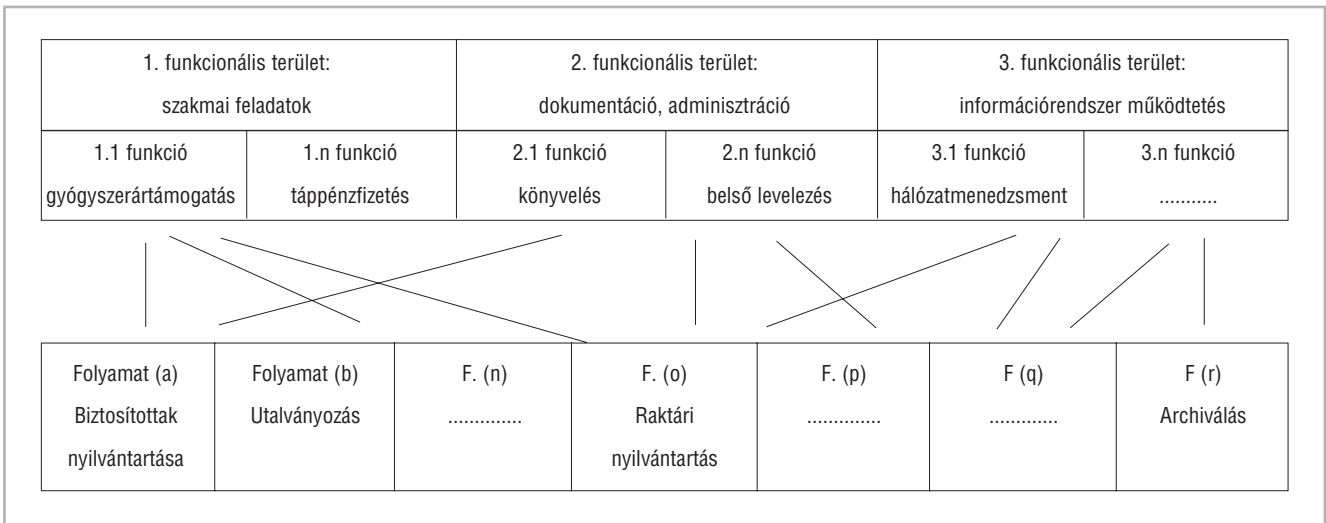 1. funkcionális terület:
szakmai feladatok
2. funkcionális terület:
dokumentáció, adminisztráció
3. funkcionális terület:
információrendszer működtetés
1.1 funkció
gyógyszerártámogatás
1.n funkció
táppénzfizetés
2.1 funkció
könyvelés
2.n funkció
belső levelezés
3.1 funkció
hálózatmenedzsment
3.n funkció
...........
Folyamat (a)
Biztosítottak
nyilvántartása
Folyamat (b)
Utalványozás
F. (n)
..............
F. (o)
Raktári
nyilvántartás
F. (p)
..............
F (q)
.............
F (r)
Archiválás